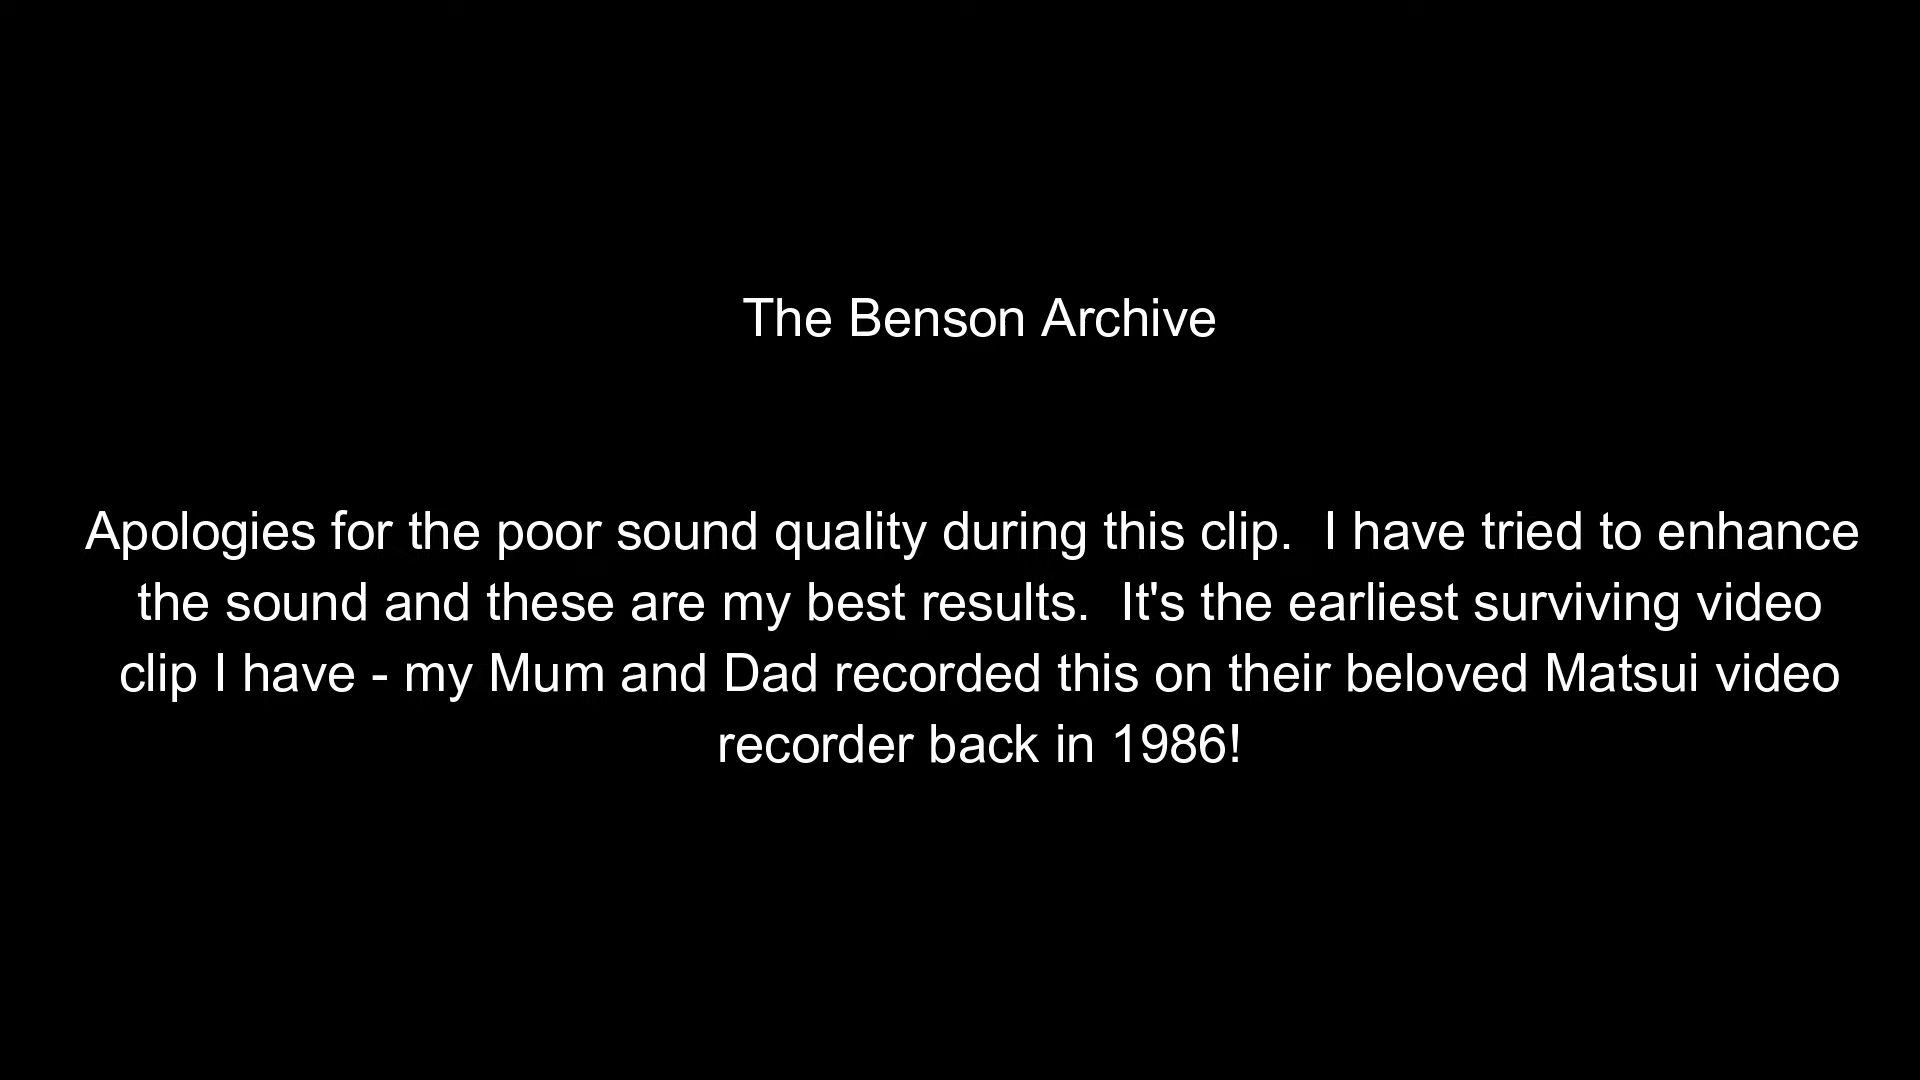 The Benson Archive
Apologies for the poor sound quality during this clip.  I have tried to enhance
the sound and these are my best results.  It's the earliest surviving video
clip I have - my Mum and Dad recorded this on their beloved Matsui video
recorder back in 1986!